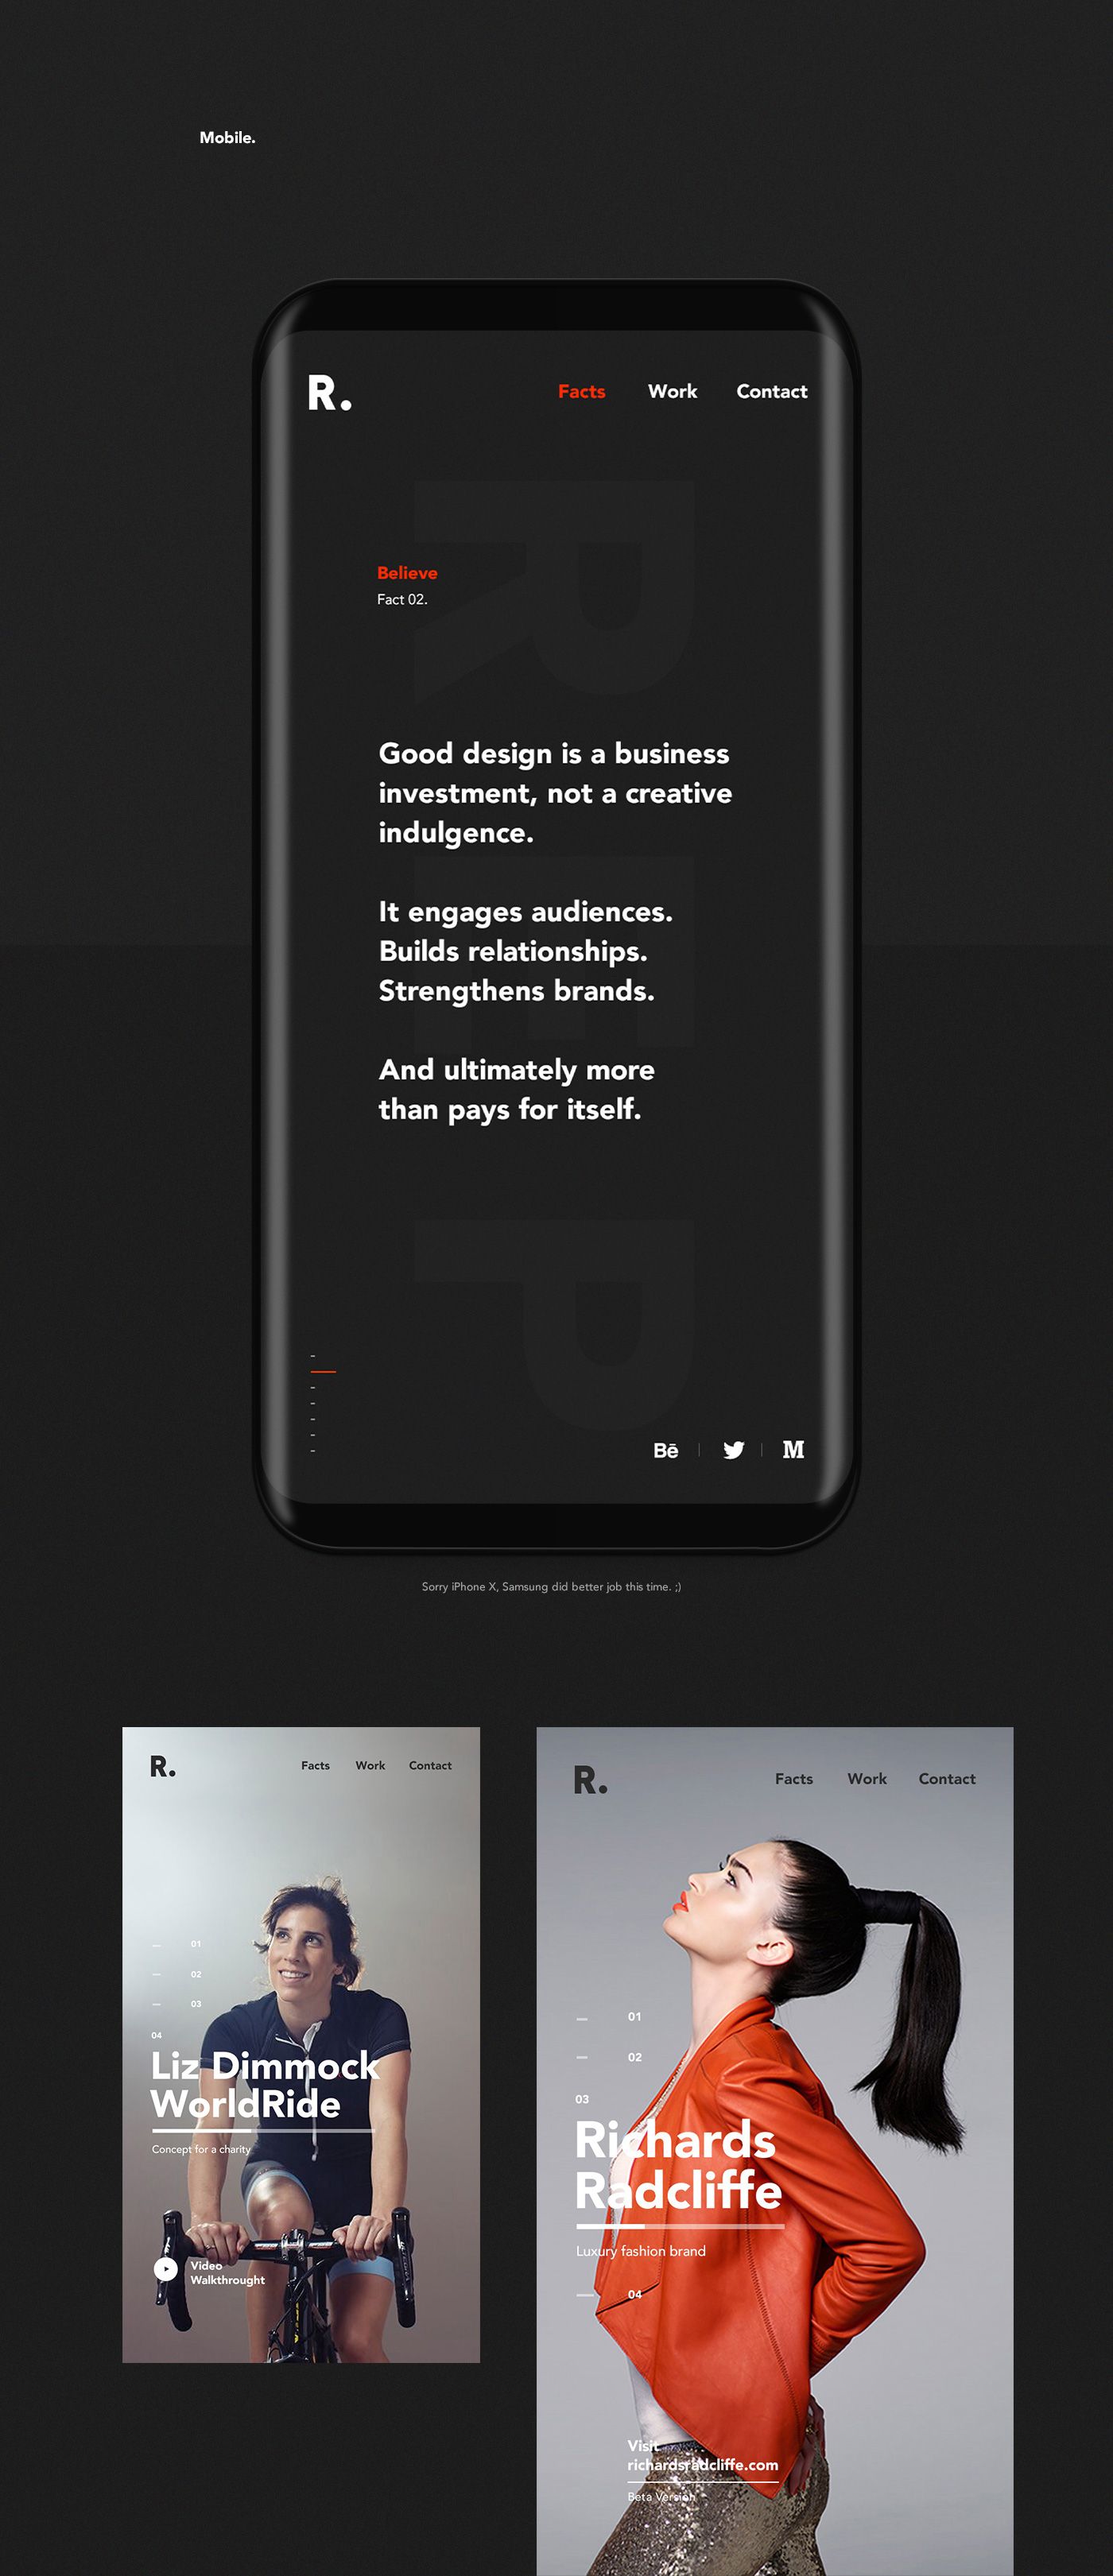 Mobile.
R.
Facts Work Contact
Believe
Fact 02.
Good design is a business
investment, not a creative
indulgence.
It engages audiences.
Builds relationships.
Strengthens brands.
And ultimately more
than pays for itself.
R
E
P
Bē M
Sorry iPhone X, Samsung did better job this time. ;)
R.
Facts Work Contact
01
02
03
04
Liz Dimmock
WorldRide
Concept for a charity
Video
Walkthrought
R.
Facts Work Contact
01
02
03
Richards
Radcliffe
Luxury fashion brand
04
Visit
richardsradcliffe.com
Beta Version